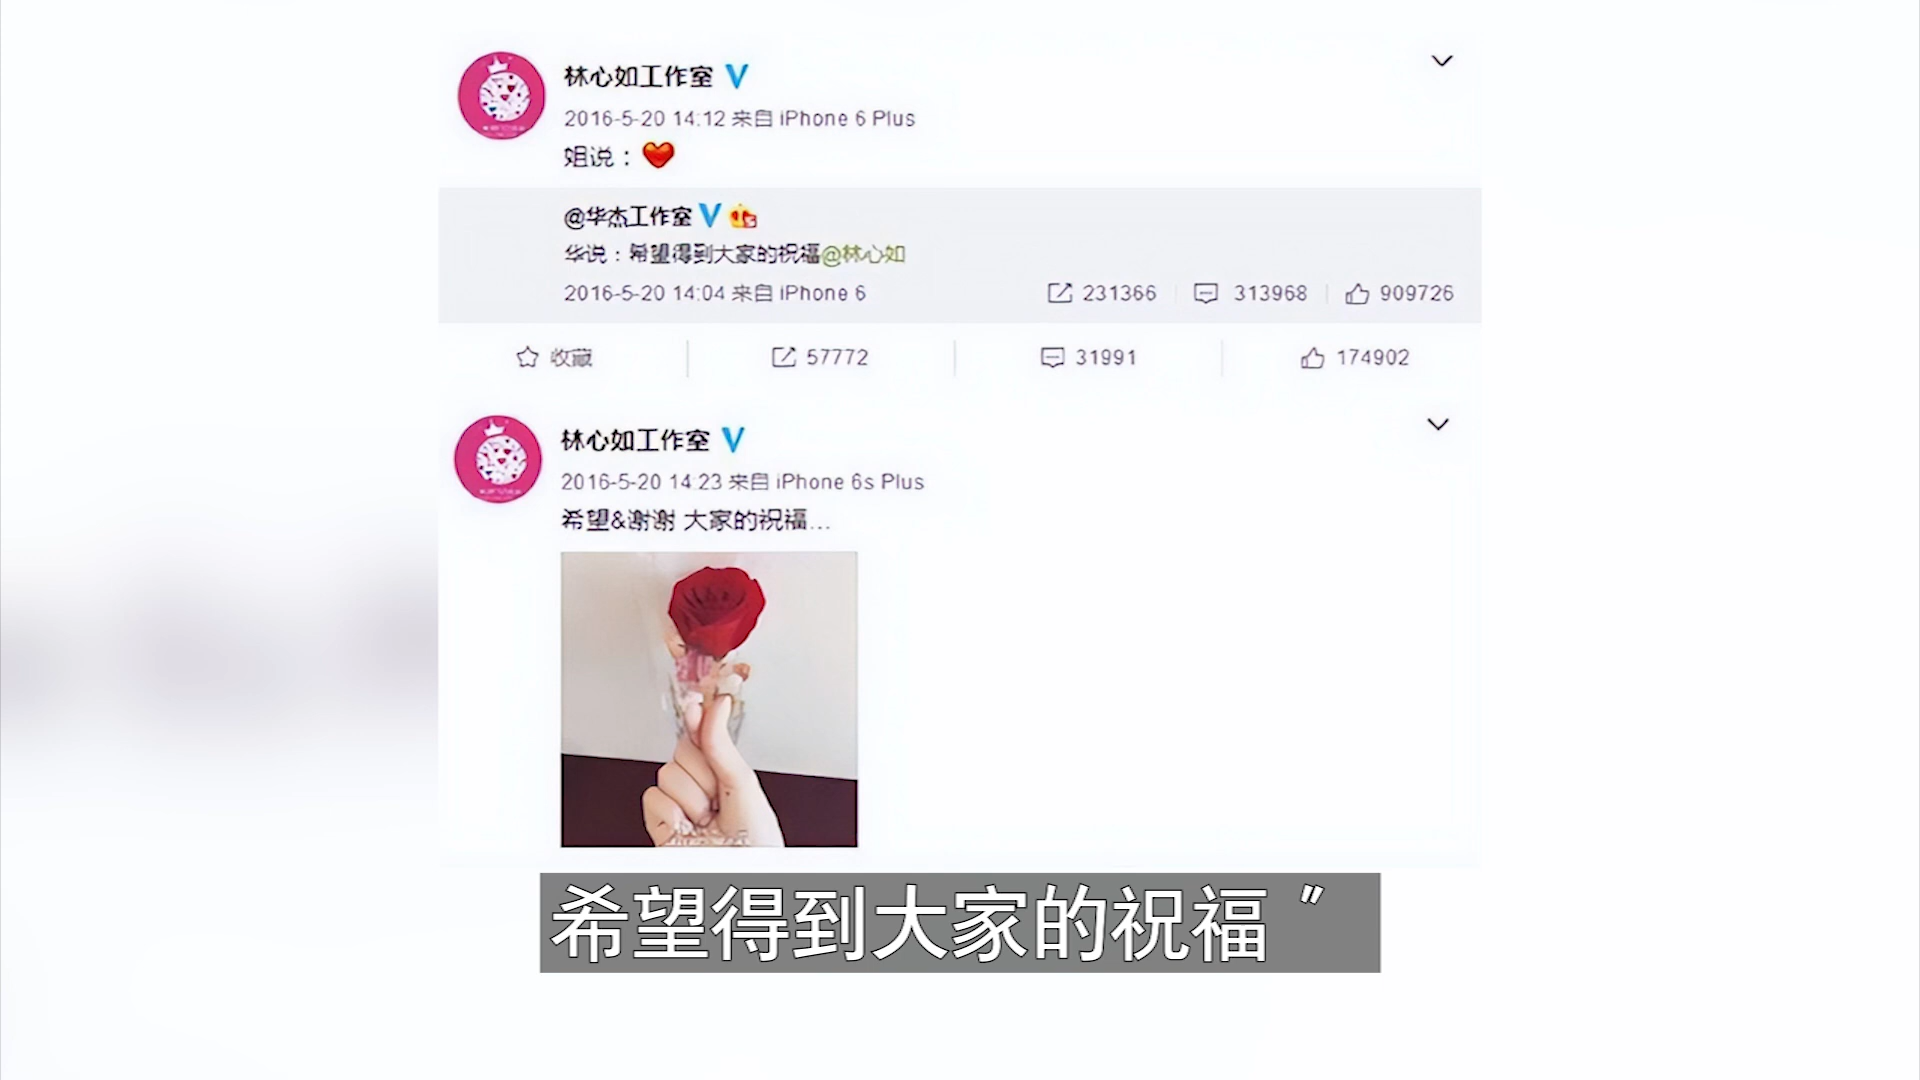 林心如工作室
2016-5-20 14:12 来自 iPhone 6 Plus
姐说：
@华杰工作室
华说：希望得到大家的祝福@林心如
2016-5-20 14:04 来自 iPhone 6
231366 313968 909726
收藏 57772 31991 174902
林心如工作室
2016-5-20 14:23 来自 iPhone 6s Plus
希望&谢谢 大家的祝福...
希望得到大家的祝福 ”